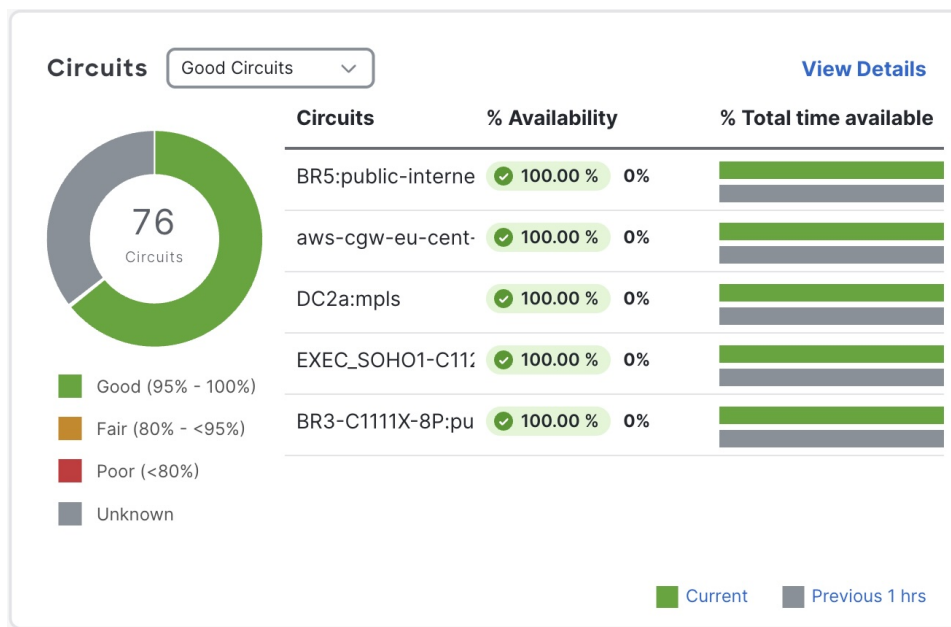 Circuits
Good Circuits
View Details
76
Circuits
Good (95% - 100%)
Fair (80% - <95%)
Poor (<80%)
Unknown
Circuits % Availability % Total time available
BR5:public-interne 100.00 % 0%
aws-cgw-eu-cent- 100.00 % 0%
DC2a:mpls 100.00 % 0%
EXEC_SOHO1-C112 100.00 % 0%
BR3-C1111X-8P:pu 100.00 % 0%
Current
Previous 1 hrs